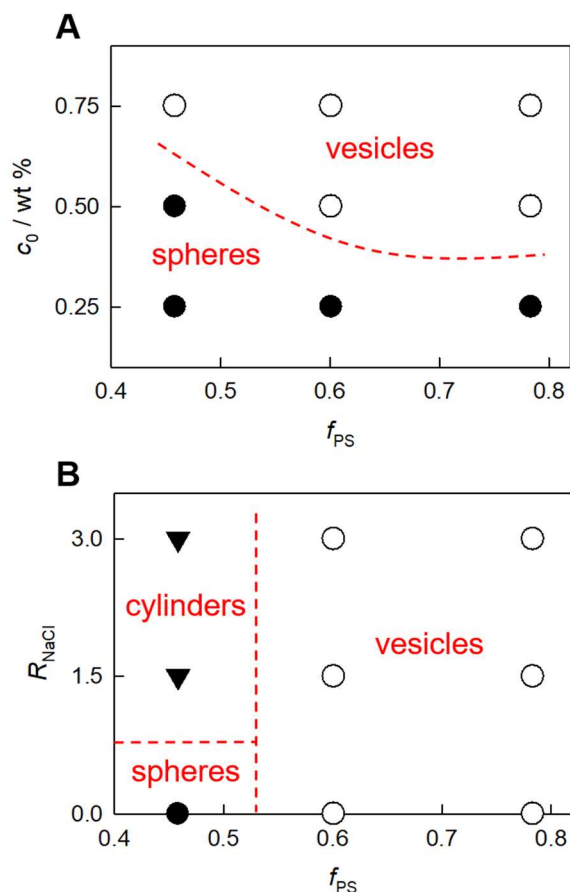 A
c₀ / wt %
0.75
0.50
0.25
vesicles
spheres
0.4 0.5 0.6 0.7 0.8
fPS
B
RNaCl
3.0
1.5
0.0
cylinders
vesicles
spheres
0.4 0.5 0.6 0.7 0.8
fPS